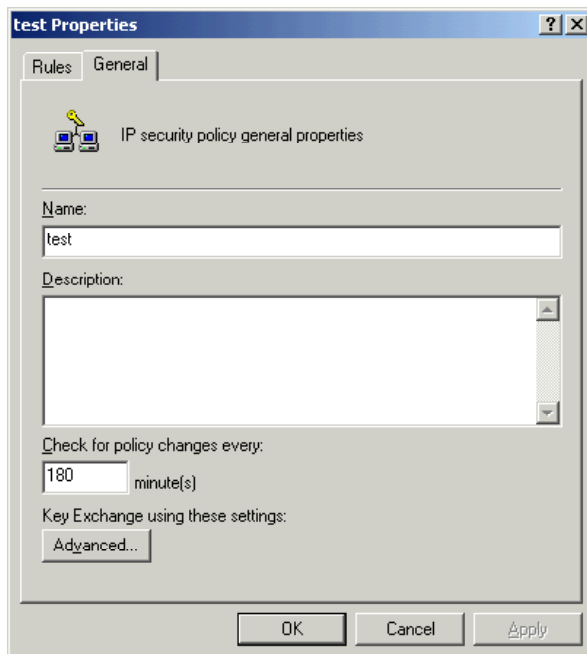 test Properties
Rules General
IP security policy general properties
Name:
test
Description:
Check for policy changes every:
180 minute(s)
Key Exchange using these settings:
Advanced...
OK Cancel Apply